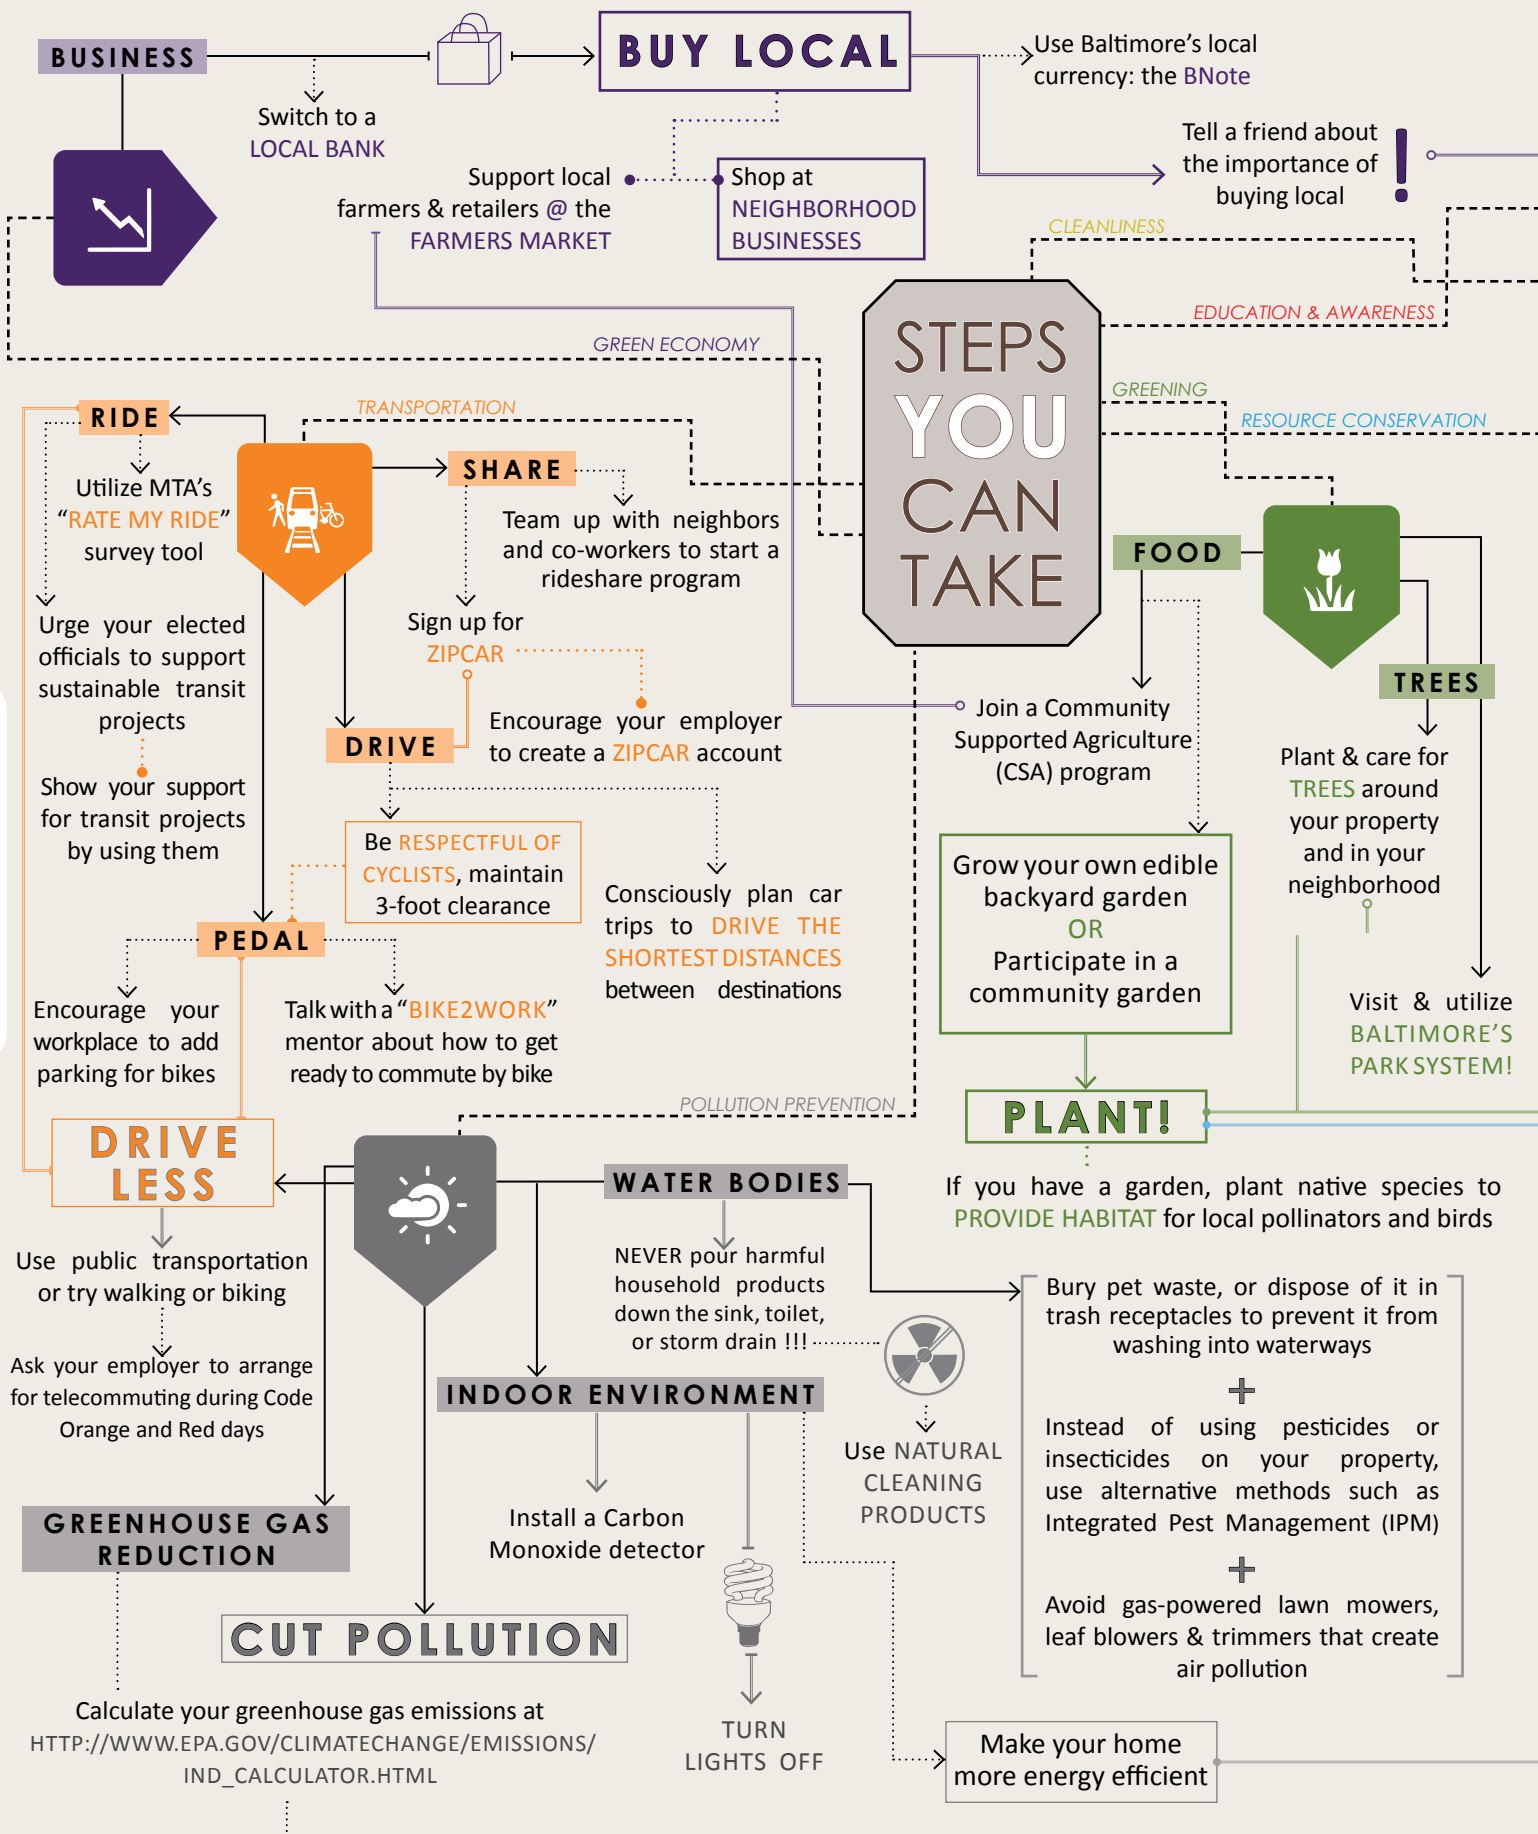 BUSINESS
BUY LOCAL
Use Baltimore's local
currency: the BNote
Switch to a
LOCAL BANK
Tell a friend about
the importance of
buying local
!
Support local
farmers & retailers @ the
FARMERS MARKET
Shop at
NEIGHBORHOOD
BUSINESSES
CLEANLINESS
EDUCATION & AWARENESS
GREEN ECONOMY
GREENING
RESOURCE CONSERVATION
TRANSPORTATION
STEPS
YOU
CAN
TAKE
RIDE
Utilize MTA's
"RATE MY RIDE"
survey tool
SHARE
Team up with neighbors
and co-workers to start a
rideshare program
Urge your elected
officials to support
sustainable transit
projects
Show your support
for transit projects
by using them
Sign up for
ZIPCAR
Encourage your employer
to create a ZIPCAR account
DRIVE
Be RESPECTFUL OF
CYCLISTS, maintain
3-foot clearance
Consciously plan car
trips to DRIVE THE
SHORTEST DISTANCES
between destinations
PEDAL
Encourage your
workplace to add
parking for bikes
Talk with a "BIKE2WORK"
mentor about how to get
ready to commute by bike
FOOD
Join a Community
Supported Agriculture
(CSA) program
TREES
Plant & care for
TREES around
your property
and in your
neighborhood
Grow your own edible
backyard garden
OR
Participate in a
community garden
Visit & utilize
BALTIMORE'S
PARK SYSTEM!
PLANT!
If you have a garden, plant native species to
PROVIDE HABITAT for local pollinators and birds
POLLUTION PREVENTION
DRIVE
LESS
Use public transportation
or try walking or biking
Ask your employer to arrange
for telecommuting during Code
Orange and Red days
WATER BODIES
NEVER pour harmful
household products
down the sink, toilet,
or storm drain !!!
Use NATURAL
CLEANING
PRODUCTS
Bury pet waste, or dispose of it in
trash receptacles to prevent it from
washing into waterways
+
Instead of using pesticides or
insecticides on your property,
use alternative methods such as
Integrated Pest Management (IPM)
+
Avoid gas-powered lawn mowers,
leaf blowers & trimmers that create
air pollution
INDOOR ENVIRONMENT
Install a Carbon
Monoxide detector
TURN
LIGHTS OFF
Make your home
more energy efficient
GREENHOUSE GAS
REDUCTION
CUT POLLUTION
Calculate your greenhouse gas emissions at
HTTP://WWW.EPA.GOV/CLIMATECHANGE/EMISSIONS/
IND_CALCULATOR.HTML